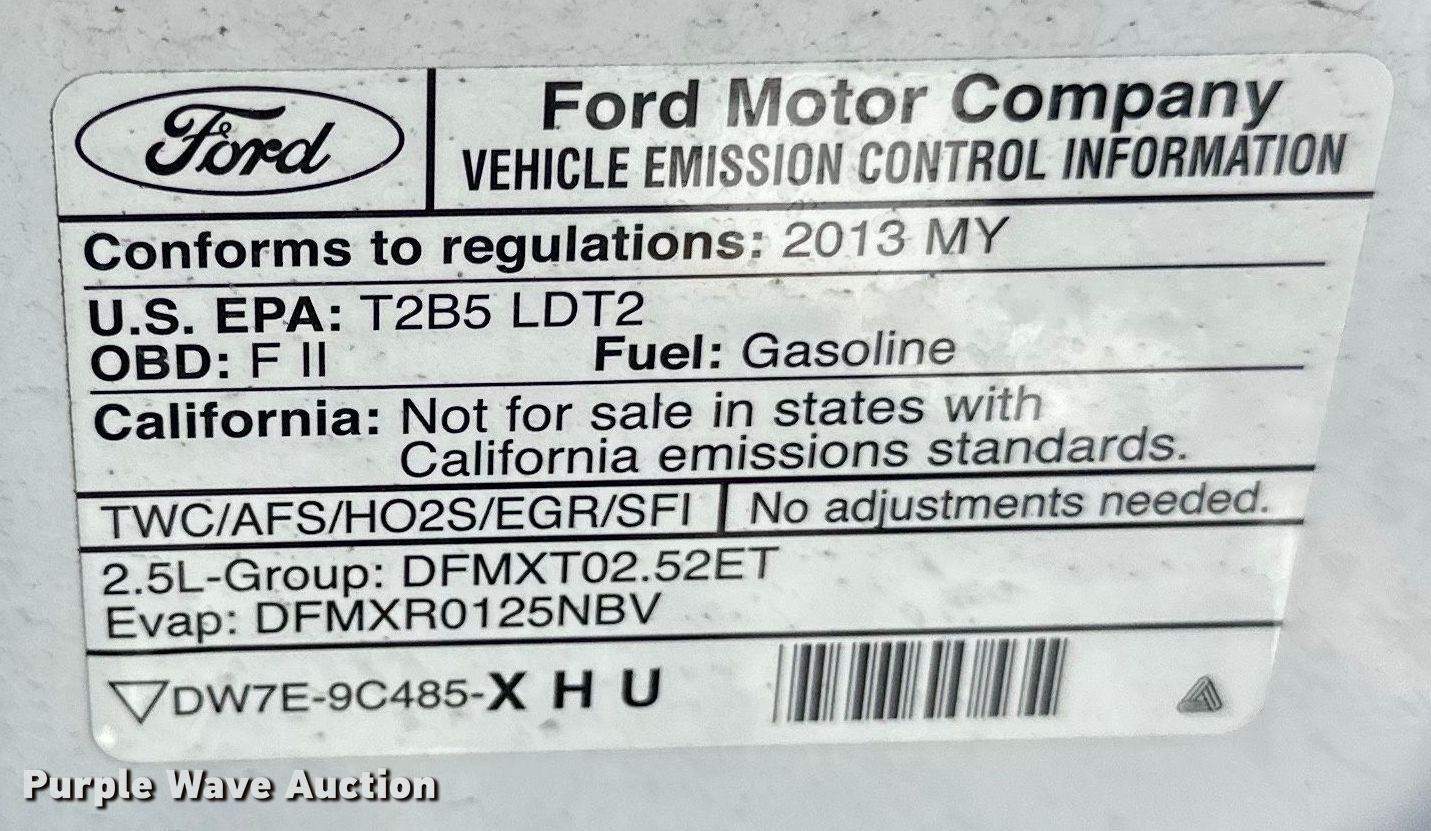 Ford
Ford Motor Company
VEHICLE EMISSION CONTROL INFORMATION
Conforms to regulations: 2013 MY
U.S. EPA: T2B5 LDT2
OBD: F II Fuel: Gasoline
California: Not for sale in states with
California emissions standards.
TWC/AFS/HO2S/EGR/SFI No adjustments needed.
2.5L-Group: DFMXT02.52ET
Evap: DFMXR0125NBV
DW7E-9C485-X H U
Purple Wave Auction